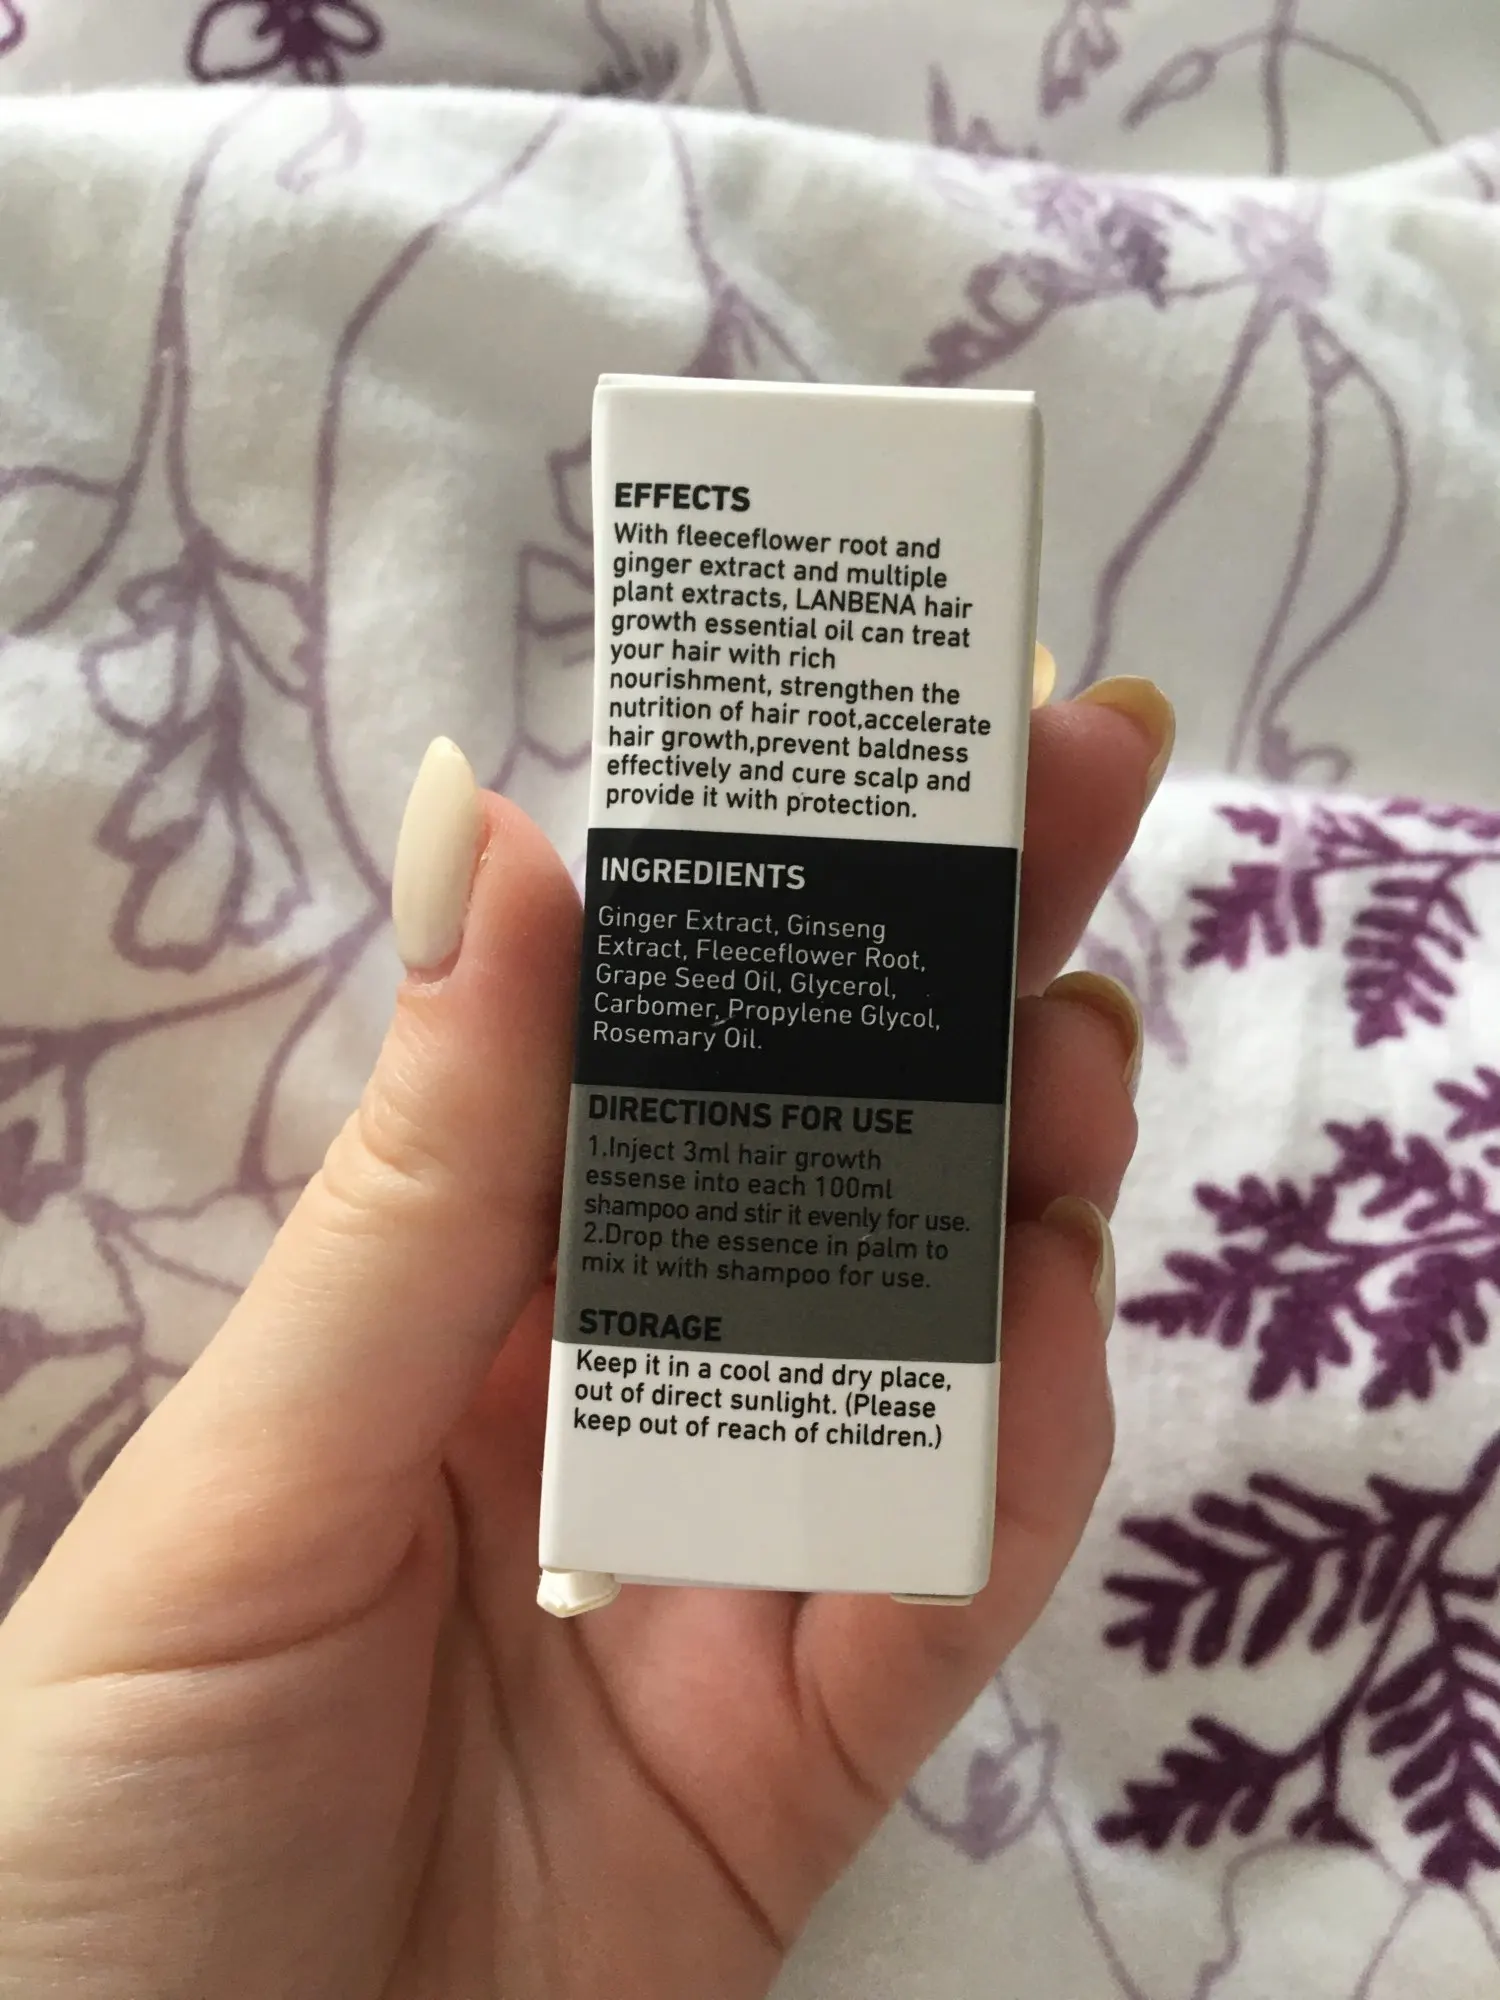 EFFECTS
With fleeceflower root and
ginger extract and multiple
plant extracts, LANBENA hair
growth essential oil can treat
your hair with rich
nourishment, strengthen the
nutrition of hair root,accelerate
hair growth,prevent baldness
effectively and cure scalp and
provide it with protection.
INGREDIENTS
Ginger Extract, Ginseng
Extract, Fleeceflower Root,
Grape Seed Oil, Glycerol,
Carbomer, Propylene Glycol,
Rosemary Oil.
DIRECTIONS FOR USE
1.Inject 3ml hair growth
essense into each 100ml
shampoo and stir it evenly for use.
2.Drop the essence in palm to
mix it with shampoo for use.
STORAGE
Keep it in a cool and dry place,
out of direct sunlight. (Please
keep out of reach of children.)